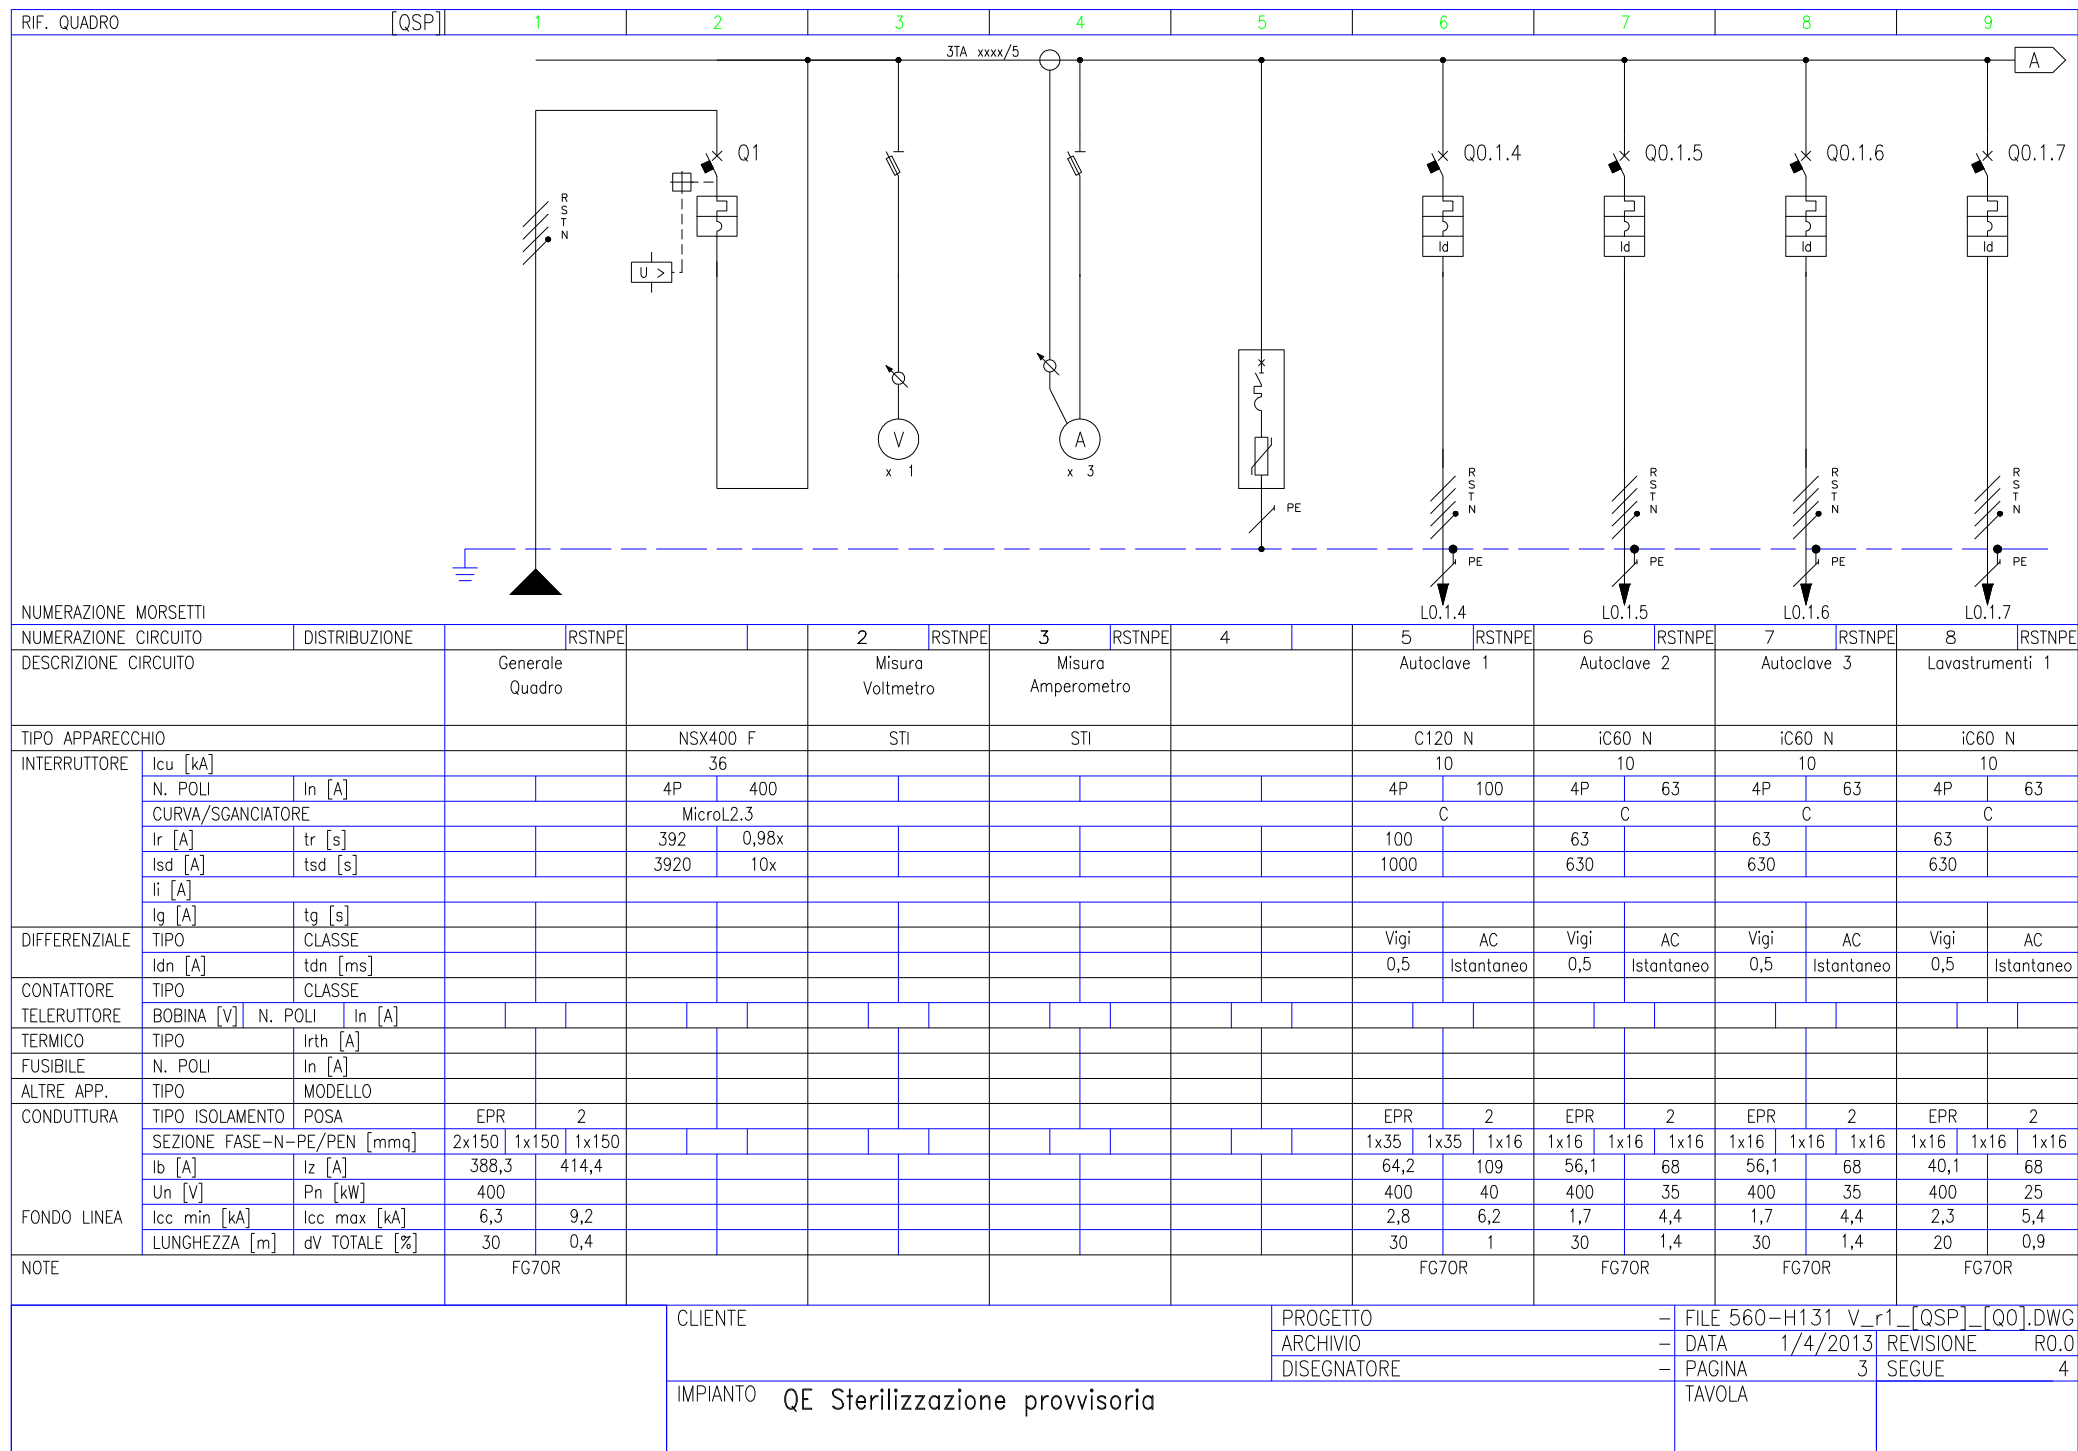 RIF. QUADRO [QSP] 1 2 3 4 5 6 7 8 9
3TA xxxx/5 A
Q1 Q0.1.4 Q0.1.5 Q0.1.6 Q0.1.7
R S T N
U >
Id Id Id Id
V A
x 1 x 3
R S T N R S T N R S T N R S T N
PE
PE PE PE PE
NUMERAZIONE MORSETTI L0.1.4 L0.1.5 L0.1.6 L0.1.7
NUMERAZIONE CIRCUITO DISTRIBUZIONE RSTNPE 2 RSTNPE 3 RSTNPE 4 5 RSTNPE 6 RSTNPE 7 RSTNPE 8 RSTNPE
DESCRIZIONE CIRCUITO Generale Misura Misura Autoclave 1 Autoclave 2 Autoclave 3 Lavastrumenti 1
Quadro Voltmetro Amperometro
TIPO APPARECCHIO NSX400 F STI STI C120 N iC60 N iC60 N iC60 N
INTERRUTTORE Icu [kA] 36 10 10 10 10
N. POLI In [A] 4P 400 4P 100 4P 63 4P 63 4P 63
CURVA/SGANCIATORE MicroL2.3 C C C C
Ir [A] tr [s] 392 0,98x 100 63 63 63
Isd [A] tsd [s] 3920 10x 1000 630 630 630
Ii [A]
Ig [A] tg [s]
DIFFERENZIALE TIPO CLASSE Vigi AC Vigi AC Vigi AC Vigi AC
Idn [A] tdn [ms] 0,5 Istantaneo 0,5 Istantaneo 0,5 Istantaneo 0,5 Istantaneo
CONTATTORE TIPO CLASSE
TELERUTTORE BOBINA [V] N. POLI In [A]
TERMICO TIPO Irth [A]
FUSIBILE N. POLI In [A]
ALTRE APP. TIPO MODELLO
CONDUTTURA TIPO ISOLAMENTO POSA EPR 2 EPR 2 EPR 2 EPR 2 EPR 2
SEZIONE FASE-N-PE/PEN [mmq] 2x150 1x150 1x150 1x35 1x35 1x16 1x16 1x16 1x16 1x16 1x16 1x16 1x16 1x16 1x16
Ib [A] Iz [A] 388,3 414,4 64,2 109 56,1 68 56,1 68 40,1 68
Un [V] Pn [kW] 400 400 40 400 35 400 35 400 25
FONDO LINEA Icc min [kA] Icc max [kA] 6,3 9,2 2,8 6,2 1,7 4,4 1,7 4,4 2,3 5,4
LUNGHEZZA [m] dV TOTALE [%] 30 0,4 30 1 30 1,4 30 1,4 20 0,9
NOTE FG7OR FG7OR FG7OR FG7OR FG7OR
CLIENTE PROGETTO - FILE 560-H131 V_r1_[QSP]_[Q0].DWG
ARCHIVIO - DATA 1/4/2013 REVISIONE R0.0
DISEGNATORE - PAGINA 3 SEGUE 4
IMPIANTO QE Sterilizzazione provvisoria TAVOLA